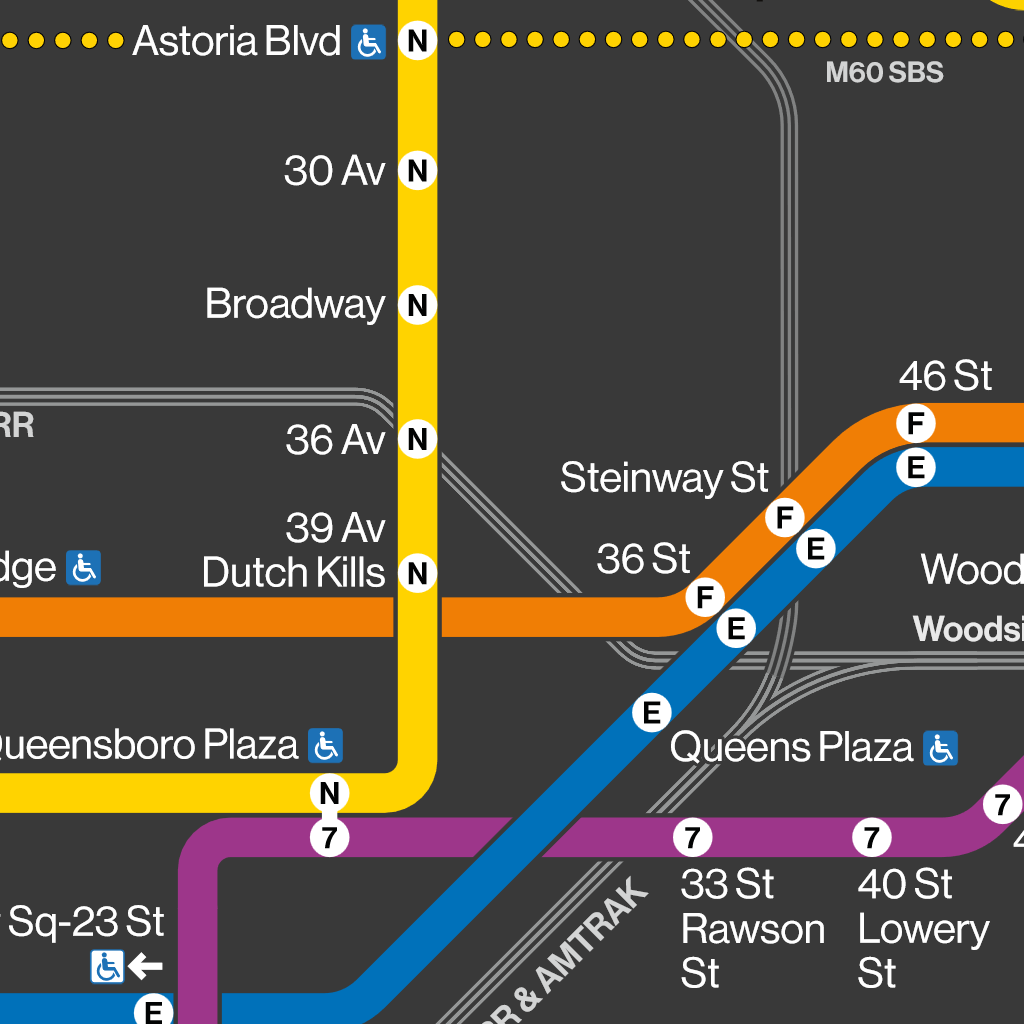 Astoria Blvd
N
M60 SBS
30 Av
N
Broadway
N
46 St
F
36 Av
N
E
Steinway St
F
39 Av
Dutch Kills
N
E
36 St
F
E
E
Queens Plaza
Plaza
N
7
7
7
7
33 St
Rawson
St
40 St
Lowery
St
Sq-23 St
E
& AMTRAK